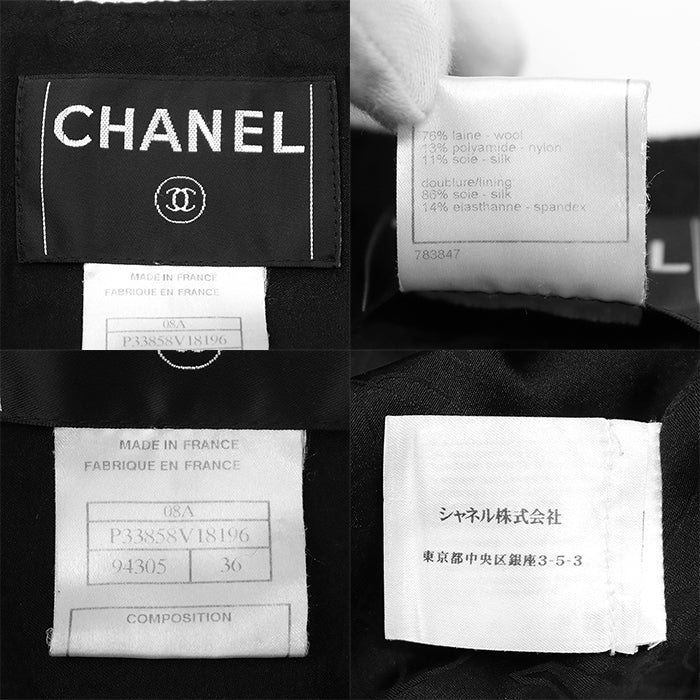 CHANEL
MADE IN FRANCE
FABRIQUE EN FRANCE
08A
P33858V18196
76% laine - wool
13% polyamide - nylon
11% soie - silk
doublure/lining
86% soie - silk
14% elasthanne - spandex
783847
L
MADE IN FRANCE
FABRIQUE EN FRANCE
08A
P33858V18196
94305 36
COMPOSITION
シャネル株式会社
東京都中央区銀座3-5-3